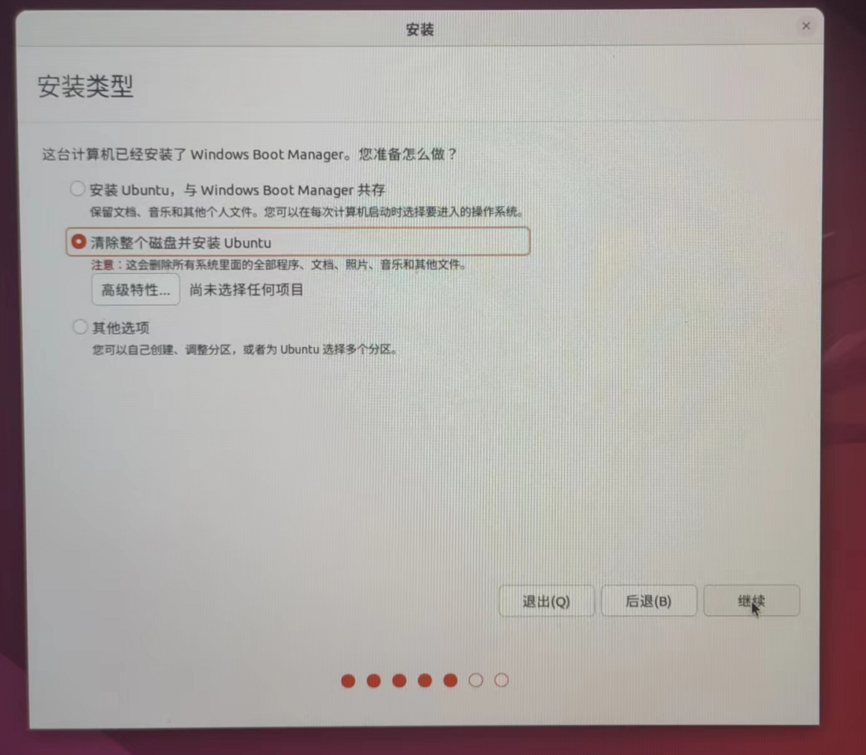 安装
安装类型
这台计算机已经安装了 Windows Boot Manager。您准备怎么做？
安装 Ubuntu，与 Windows Boot Manager 共存
保留文档、音乐和其他个人文件。您可以在每次计算机启动时选择要进入的操作系统。
清除整个磁盘并安装 Ubuntu
注意：这会删除所有系统里面的全部程序、文档、照片、音乐和其他文件。
高级特性... 尚未选择任何项目
其他选项
您可以自己创建、调整分区，或者为 Ubuntu 选择多个分区。
退出(Q) 后退(B) 继续